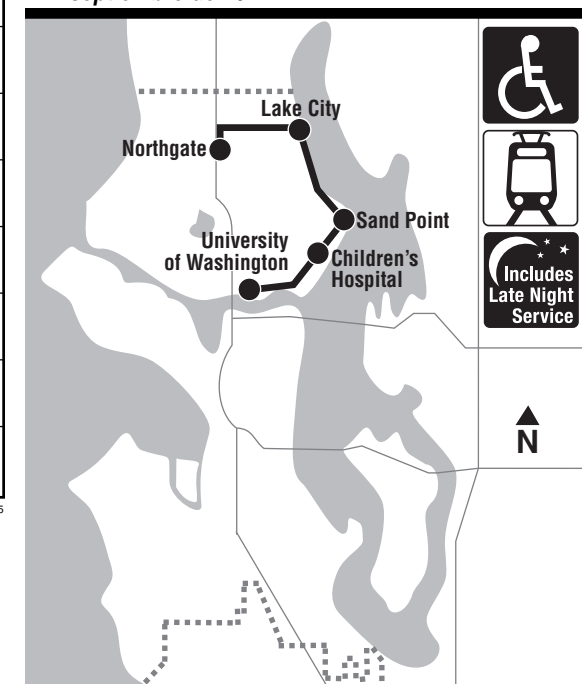 Lake City
Northgate
Sand Point
University
of Washington
Children's
Hospital
Includes
Late Night
Service
N